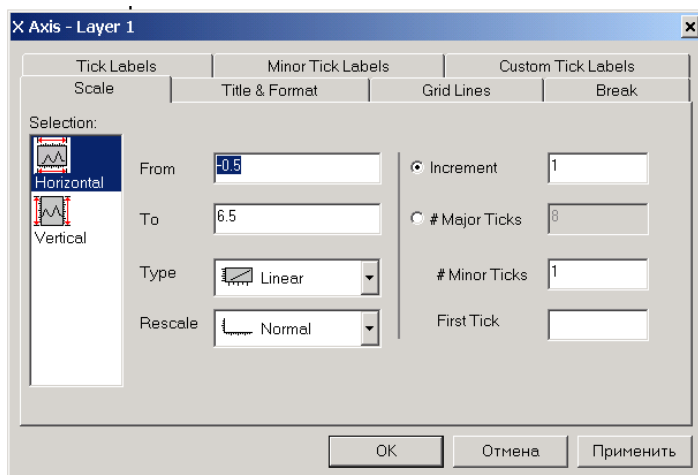 X Axis - Layer 1
Tick Labels Minor Tick Labels Custom Tick Labels
Scale Title & Format Grid Lines Break
Selection:
Horizontal
Vertical
From -0.5
To 6.5
Type Linear
Rescale Normal
Increment 1
# Major Ticks 8
# Minor Ticks 1
First Tick
OK Отмена Применить